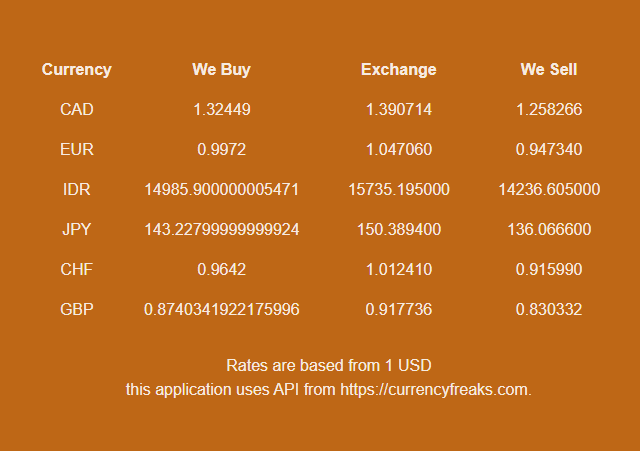 Currency We Buy Exchange We Sell
CAD 1.32449 1.390714 1.258266
EUR 0.9972 1.047060 0.947340
IDR 14985.900000005471 15735.195000 14236.605000
JPY 143.22799999999924 150.389400 136.066600
CHF 0.9642 1.012410 0.915990
GBP 0.8740341922175996 0.917736 0.830332
Rates are based from 1 USD
this application uses API from https://currencyfreaks.com.